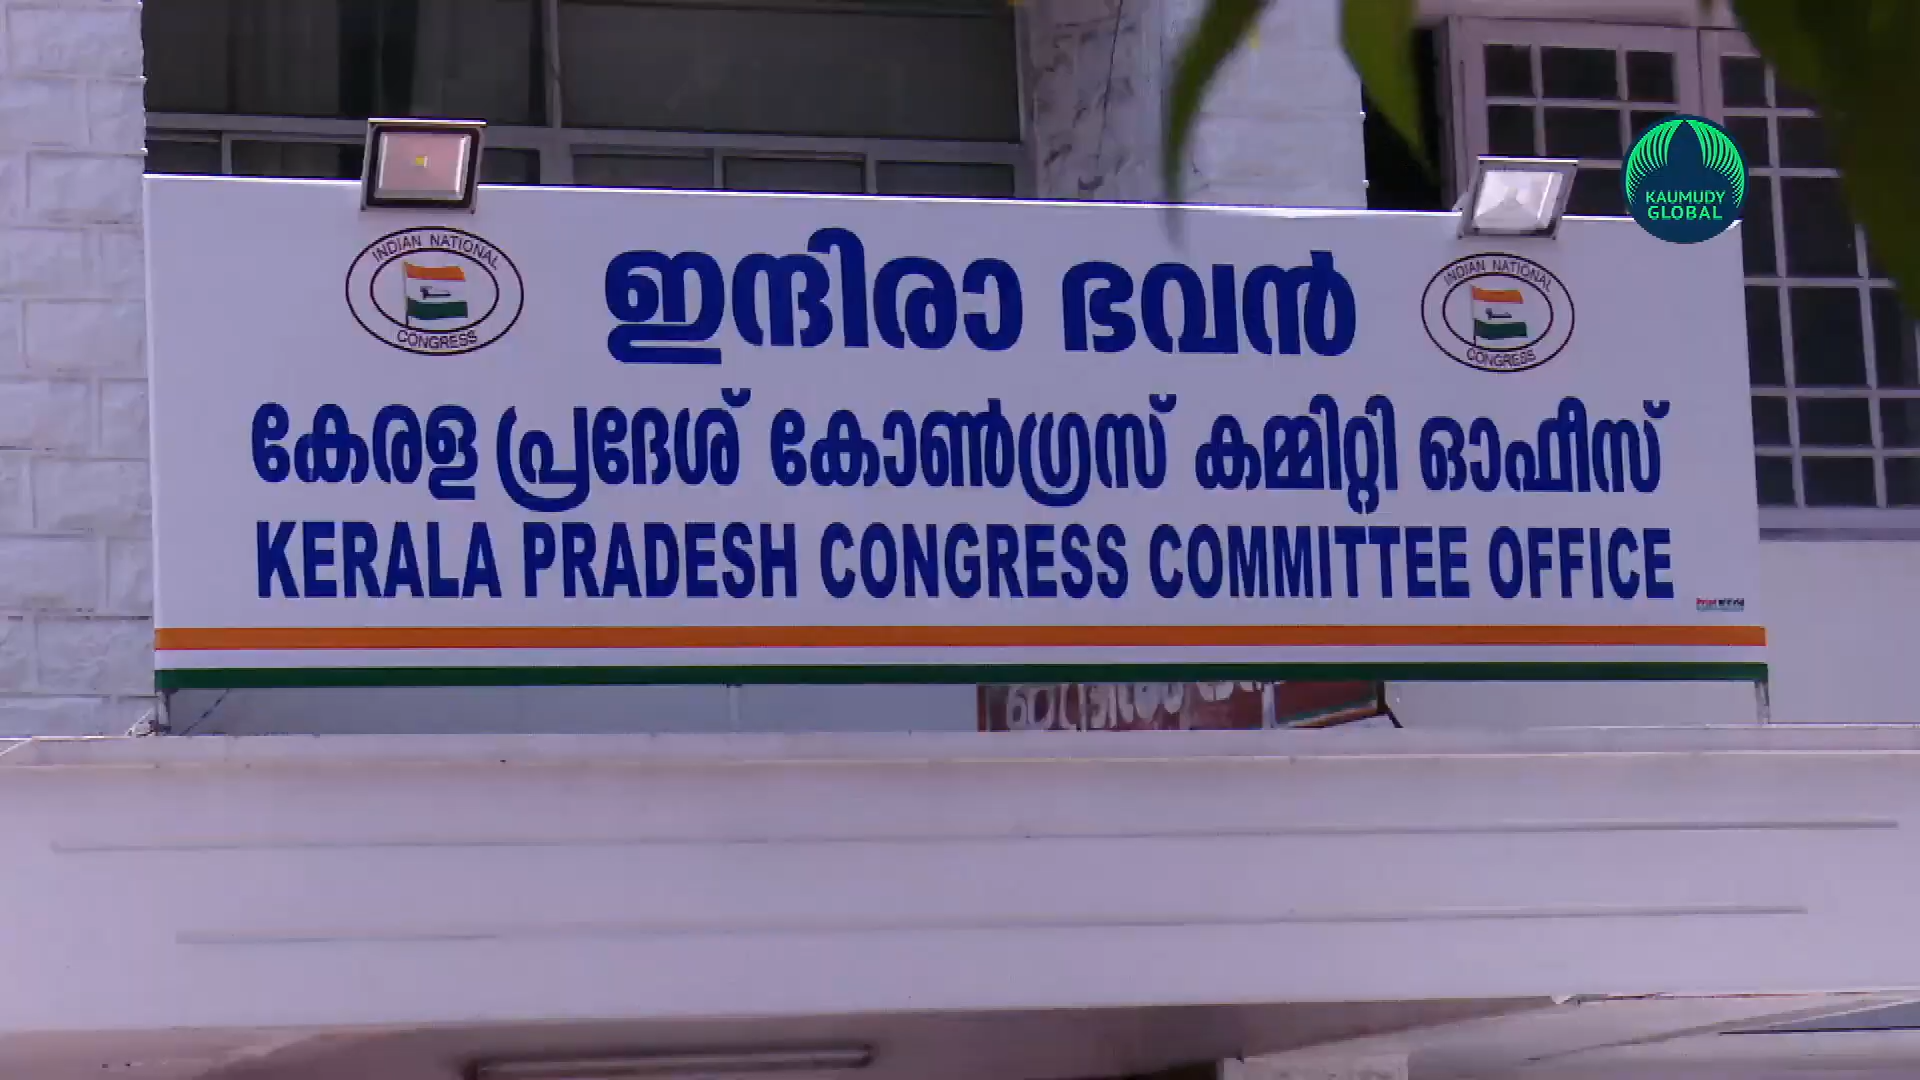 KAUMUDY
GLOBAL
INDIAN NATIONAL
CONGRESS
ഇന്ദിരാ ഭവൻ
INDIAN NATIONAL
CONGRESS
കേരള പ്രദേശ് കോൺഗ്രസ് കമ്മിറ്റി ഓഫീസ്
KERALA PRADESH CONGRESS COMMITTEE OFFICE